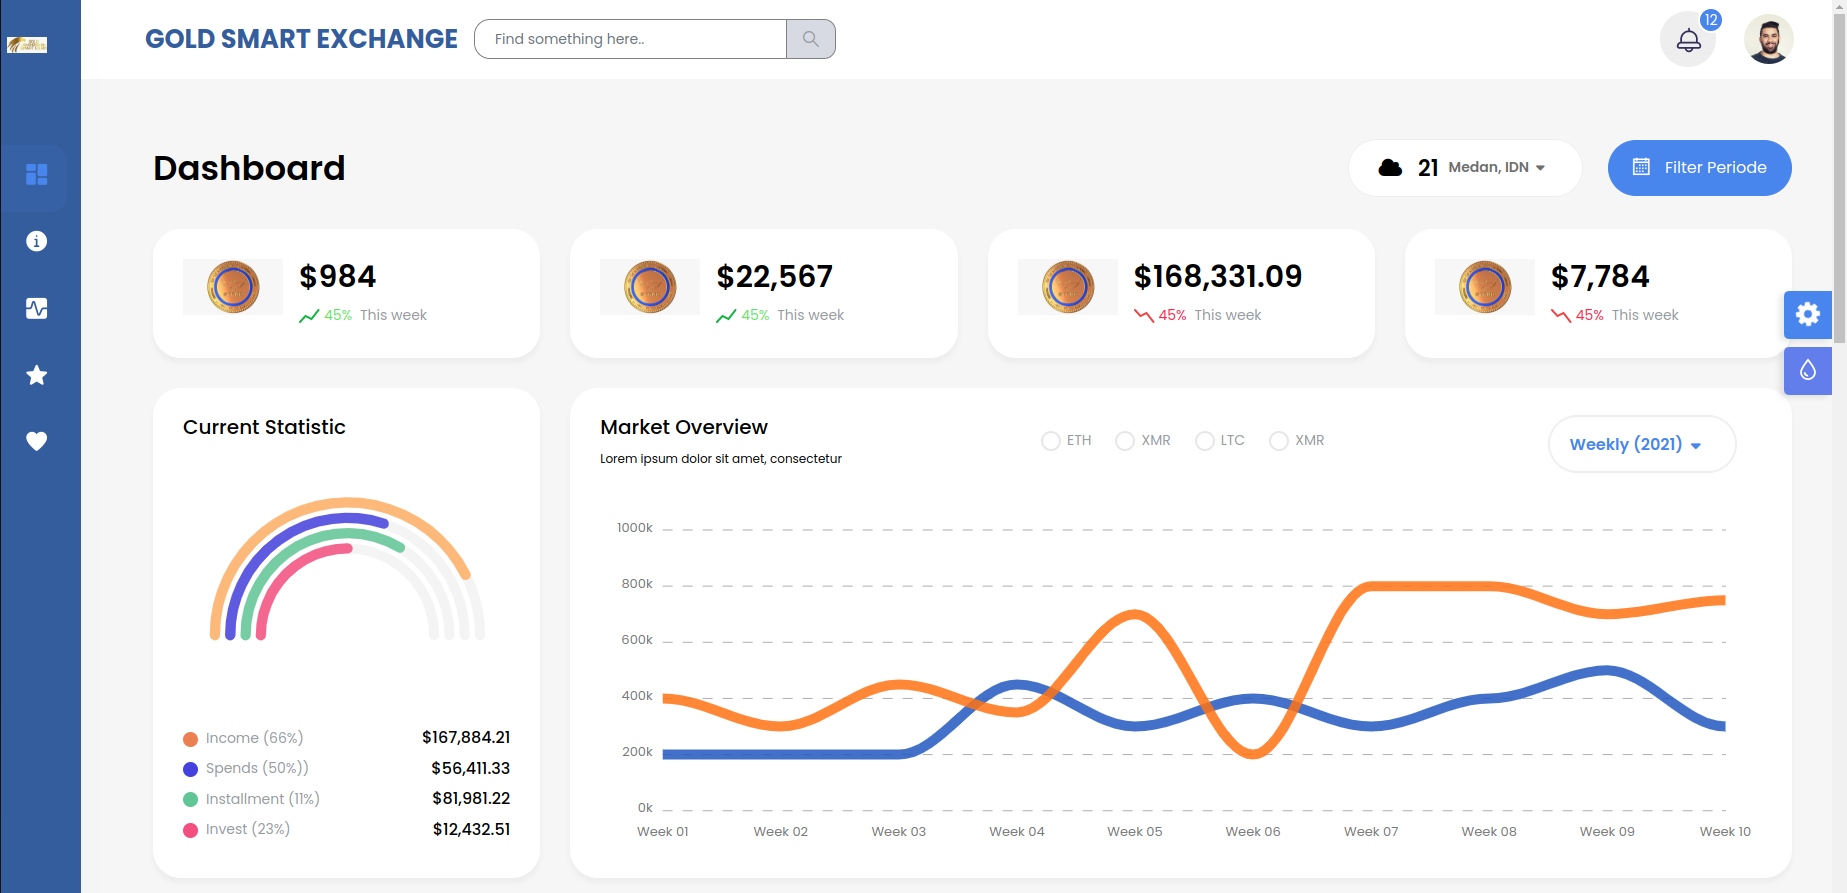 GOLD SMART EXCHANGE
Find something here..
12
Dashboard
21 Medan, IDN
Filter Periode
$984
45% This week
$22,567
45% This week
$168,331.09
45% This week
$7,784
45% This week
Current Statistic
Income (66%) $167,884.21
Spends (50%)) $56,411.33
Installment (11%) $81,981.22
Invest (23%) $12,432.51
Market Overview
Lorem ipsum dolor sit amet, consectetur
ETH XMR LTC XMR
Weekly (2021)
1000k
800k
600k
400k
200k
0k
Week 01 Week 02 Week 03 Week 04 Week 05 Week 06 Week 07 Week 08 Week 09 Week 10